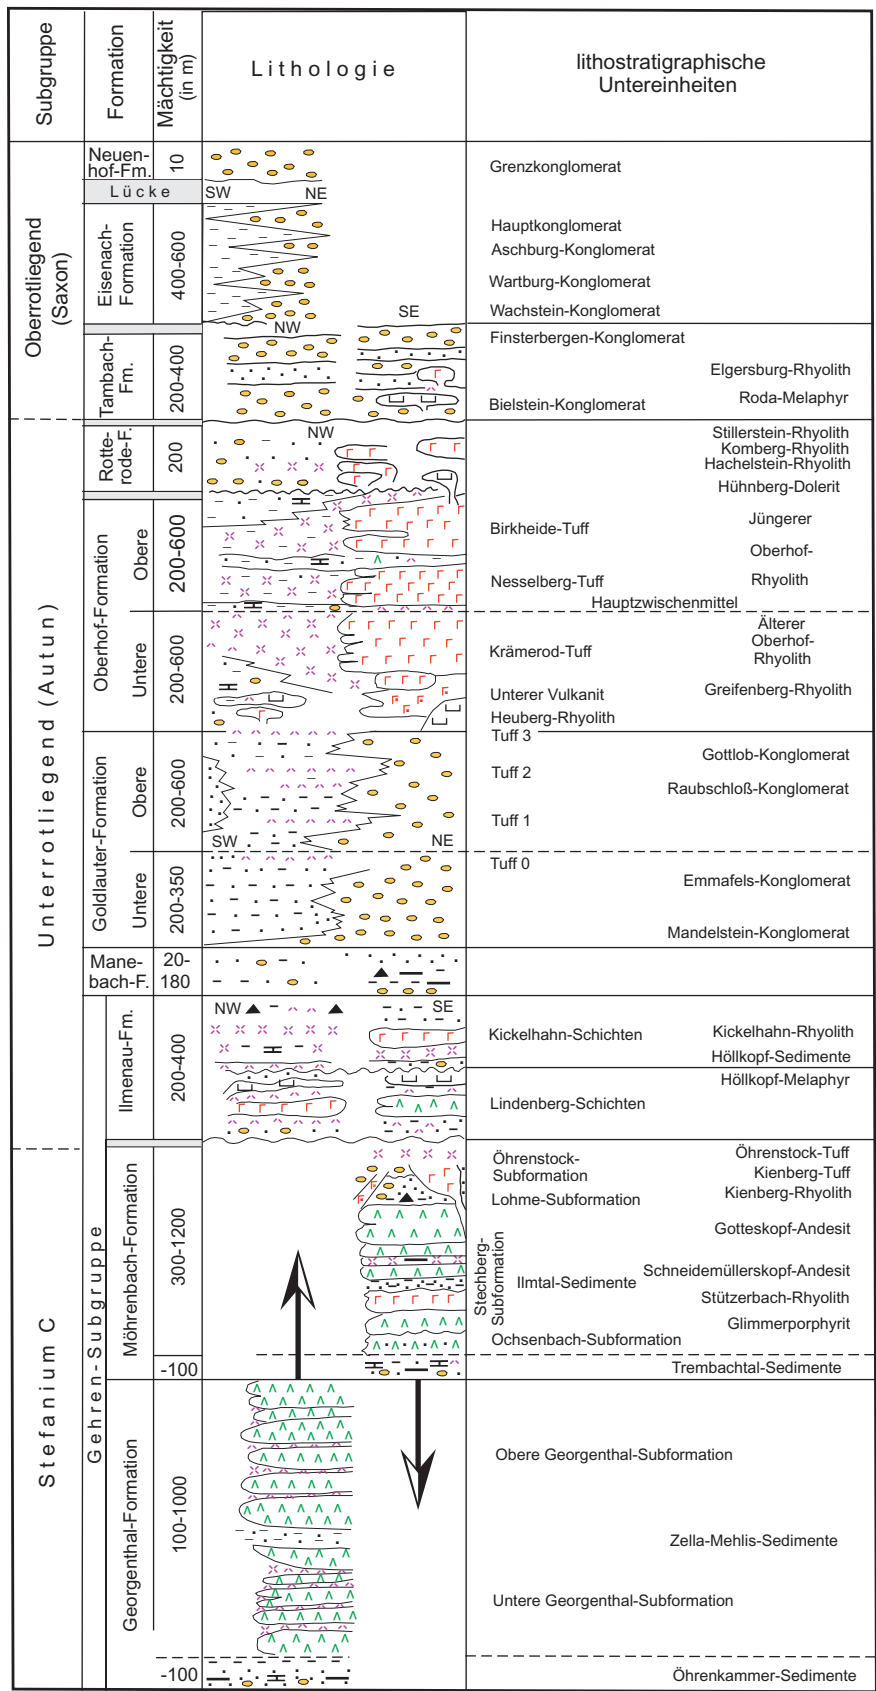 Subgruppe
Formation
Mächtigkeit
(in m)
Lithologie
lithostratigraphische
Untereinheiten
Oberrotliegend
(Saxon)
Neuen-
hof-Fm.
10
Grenzkonglomerat
Lücke
SW
NE
Eisenach-
Formation
400-600
Hauptkonglomerat
Aschburg-Konglomerat
Wartburg-Konglomerat
Wachstein-Konglomerat
SE
NW
Tambach-
Fm.
200-400
Finsterbergen-Konglomerat
Elgersburg-Rhyolith
Bielstein-Konglomerat
Roda-Melaphyr
Unterrotliegend (Autun)
Rotte-
rode-F.
200
NW
Stillerstein-Rhyolith
Komberg-Rhyolith
Hachelstein-Rhyolith
Hühnberg-Dolerit
Oberhof-Formation
Obere
200-600
Birkheide-Tuff
Jüngerer
Oberhof-
Nesselberg-Tuff
Rhyolith
Hauptzwischenmittel
Untere
200-600
Älterer
Oberhof-
Krämerod-Tuff
Rhyolith
Unterer Vulkanit
Greifenberg-Rhyolith
Heuberg-Rhyolith
Goldlauter-Formation
Obere
200-600
Tuff 3
Gottlob-Konglomerat
Tuff 2
Raubschloß-Konglomerat
Tuff 1
SW
NE
Untere
200-350
Tuff 0
Emmafels-Konglomerat
Mandelstein-Konglomerat
Mane-
bach-F.
20-
180
Stefanium C
Gehren-Subgruppe
Ilmenau-Fm.
200-400
NW
SE
Kickelhahn-Schichten
Kickelhahn-Rhyolith
Höllkopf-Sedimente
Höllkopf-Melaphyr
Lindenberg-Schichten
Möhrenbach-Formation
300-1200
Öhrenstock-
Subformation
Öhrenstock-Tuff
Kienberg-Tuff
Lohme-Subformation
Kienberg-Rhyolith
Stechberg-
Subformation
Gotteskopf-Andesit
Ilmtal-Sedimente
Schneidemüllerskopf-Andesit
Stützerbach-Rhyolith
Glimmerporphyrit
Ochsenbach-Subformation
-100
Trembachtal-Sedimente
Georgenthal-Formation
100-1000
Obere Georgenthal-Subformation
Zella-Mehlis-Sedimente
Untere Georgenthal-Subformation
-100
Öhrenkammer-Sedimente